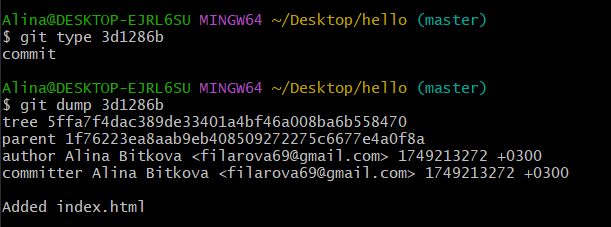 Alina@DESKTOP-EJRL6SU MINGW64 ~/Desktop/hello (master)
$ git type 3d1286b
commit

Alina@DESKTOP-EJRL6SU MINGW64 ~/Desktop/hello (master)
$ git dump 3d1286b
tree 5ffa7f4dac389de33401a4bf46a008ba6b558470
parent 1f76223ea8aab9eb408509272275c6677e4a0f8a
author Alina Bitkova <filarova69@gmail.com> 1749213272 +0300
committer Alina Bitkova <filarova69@gmail.com> 1749213272 +0300

Added index.html